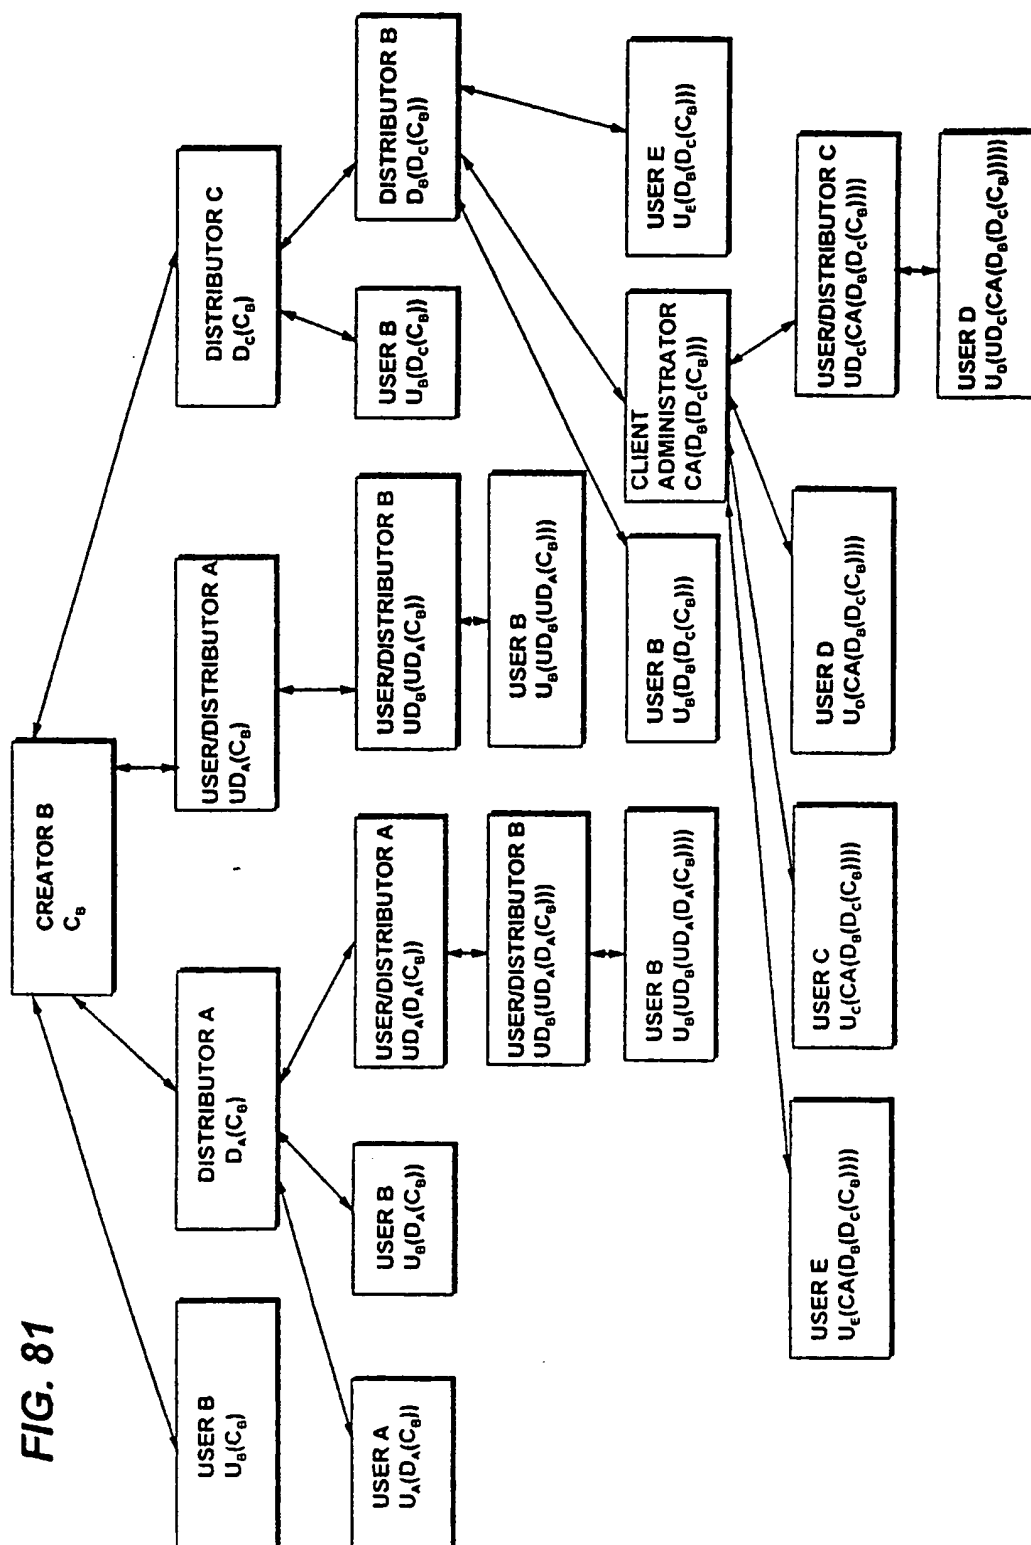 FIG. 81
CREATOR B
C_B
USER B
U_B(C_B)
DISTRIBUTOR A
D_A(C_B)
USER/DISTRIBUTOR A
UD_A(C_B)
DISTRIBUTOR C
D_C(C_B)
USER A
U_A(D_A(C_B))
USER B
U_B(D_A(C_B))
USER/DISTRIBUTOR A
UD_A(D_A(C_B))
USER/DISTRIBUTOR B
UD_B(UD_A(C_B))
USER B
U_B(D_C(C_B))
DISTRIBUTOR B
D_B(D_C(C_B))
USER/DISTRIBUTOR B
UD_B(UD_A(D_A(C_B)))
USER B
U_B(UD_B(UD_A(C_B)))
USER B
U_B(UD_B(UD_A(D_A(C_B))))
USER B
U_B(D_B(D_C(C_B)))
CLIENT
ADMINISTRATOR
CA(D_B(D_C(C_B)))
USER E
U_E(D_B(D_C(C_B)))
USER E
U_E(CA(D_B(D_C(C_B))))
USER C
U_C(CA(D_B(D_C(C_B))))
USER D
U_D(CA(D_B(D_C(C_B))))
USER/DISTRIBUTOR C
UD_C(CA(D_B(D_C(C_B))))
USER D
U_D(UD_C(CA(D_B(D_C(C_B)))))